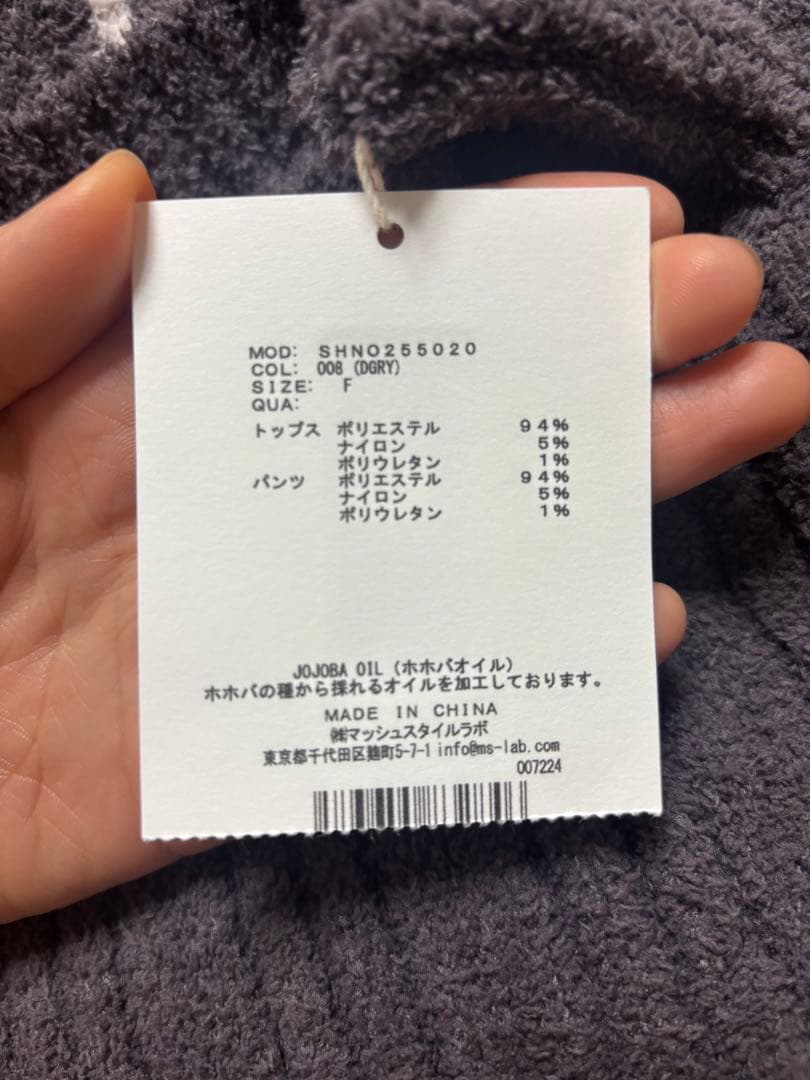 MOD: SHNO255020
COL: 008 (DGRY)
SIZE: F
QUA:
トップス ポリエステル 94%
ナイロン 5%
ポリウレタン 1%
パンツ ポリエステル 94%
ナイロン 5%
ポリウレタン 1%
JOJOBA OIL (ホホバオイル)
ホホバの種から採れるオイルを加工しております。
MADE IN CHINA
㈱マッシュスタイルラボ
東京都千代田区麹町5-7-1 info@ms-lab.com
007224